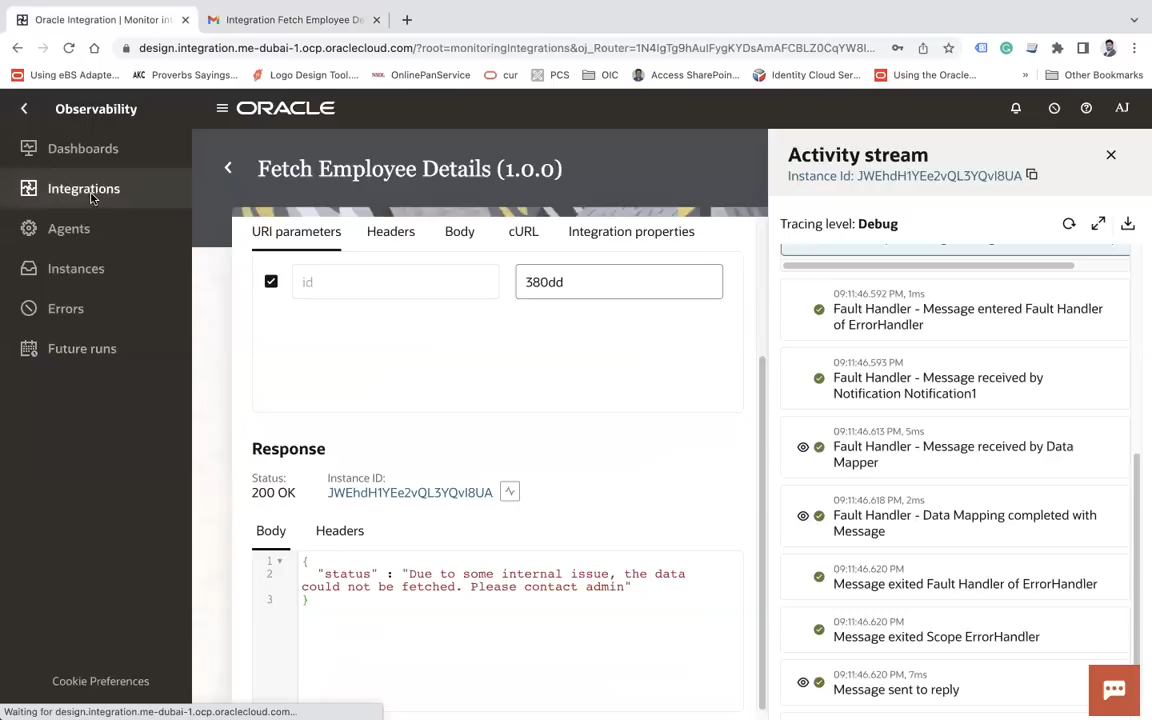 Oracle Integration | Monitor in
Integration Fetch Employee De
design.integration.me-dubai-1.ocp.oraclecloud.com/?root=monitoringIntegrations&oj_Router=1N4IgTg9hAuIFygKYDsAmAFCBLZ0CqYW8I...
Using eBS Adapte...
AKC Proverbs Sayings...
Logo Design Tool....
OnlinePanService
cur
PCS
OIC
Access SharePoin...
Identity Cloud Ser...
Using the Oracle...
»
Other Bookmarks
Observability
ORACLE
AJ
Dashboards
Integrations
Agents
Instances
Errors
Future runs
Cookie Preferences
Waiting for design.integration.me-dubai-1.ocp.oraclecloud.com...
Fetch Employee Details (1.0.0)
URI parameters
Headers
Body
cURL
Integration properties
id
380dd
Response
Status:
200 OK
Instance ID:
JWEhdH1YEe2vQL3YQvI8UA
Body
Headers
1
{
2
"status" : "Due to some internal issue, the data
could not be fetched. Please contact admin"
3
}
Activity stream
Instance Id: JWEhdH1YEe2vQL3YQvI8UA
Tracing level: Debug
09:11:46.592 PM, 1ms
Fault Handler - Message entered Fault Handler
of ErrorHandler
09:11:46.593 PM
Fault Handler - Message received by
Notification Notification1
09:11:46.613 PM, 5ms
Fault Handler - Message received by Data
Mapper
09:11:46.618 PM, 2ms
Fault Handler - Data Mapping completed with
Message
09:11:46.620 PM
Message exited Fault Handler of ErrorHandler
09:11:46.620 PM
Message exited Scope ErrorHandler
09:11:46.620 PM, 7ms
Message sent to reply